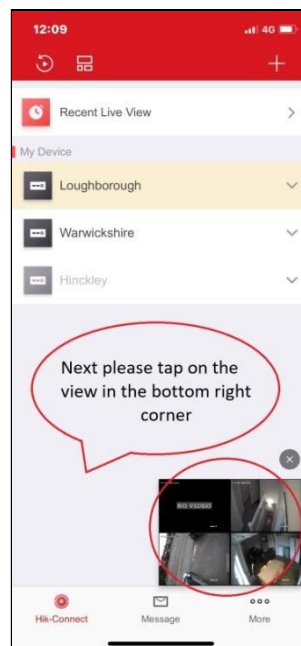 12:09
4G
Recent Live View
My Device
Loughborough
Warwickshire
Hinckley
Next please tap on the
view in the bottom right
corner
NO VIDEO
Hik-Connect
Message
More